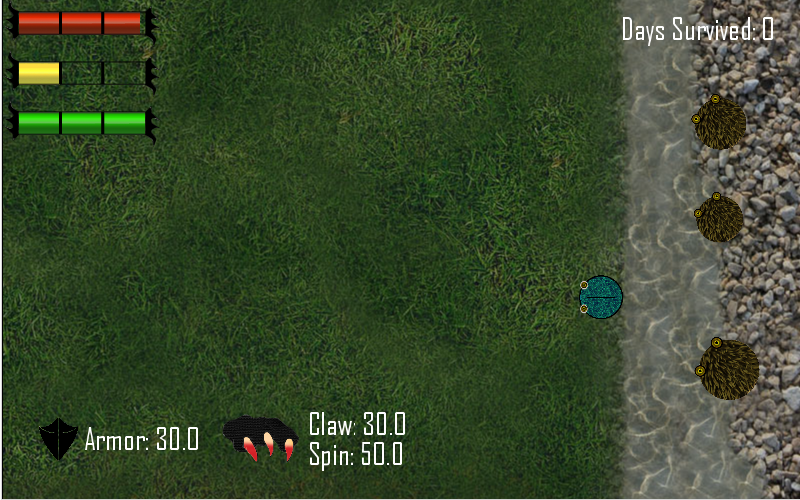 Days Survived: 0
Armor: 30.0
Claw: 30.0
Spin: 50.0